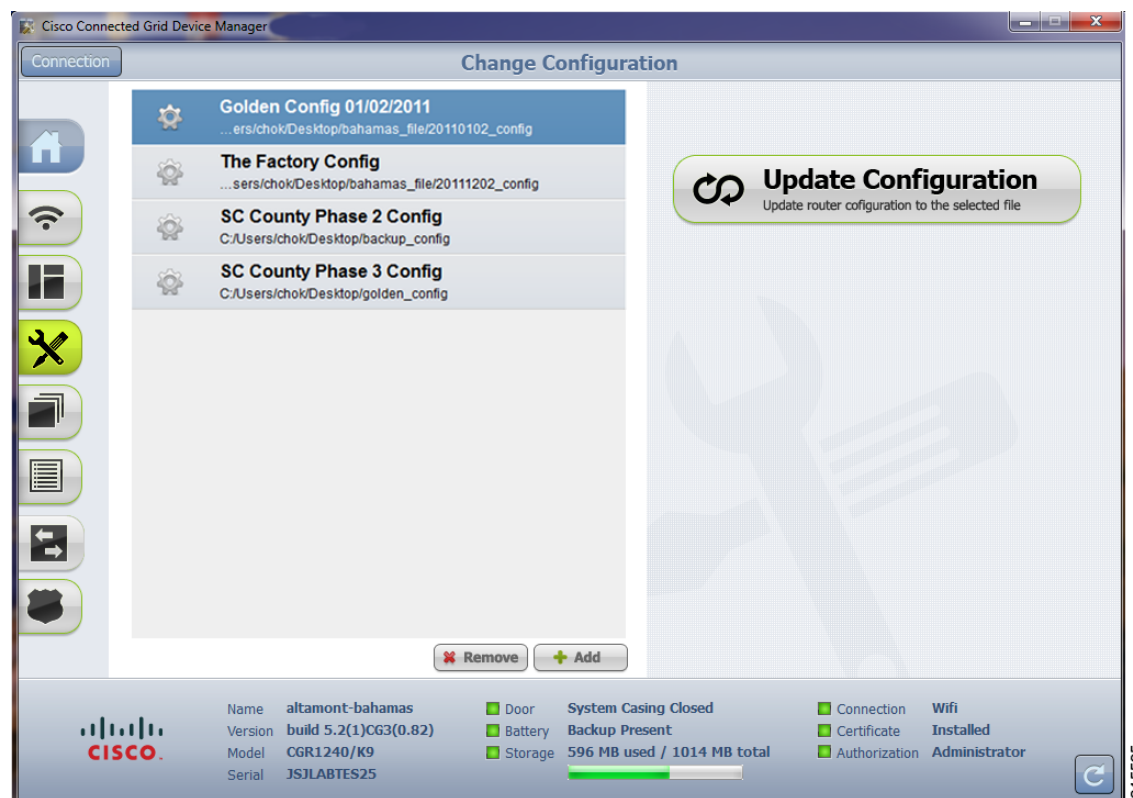 Cisco Connected Grid Device Manager
Connection
Change Configuration
Golden Config 01/02/2011
...ers/chok/Desktop/bahamas_file/20110102_config
The Factory Config
...sers/chok/Desktop/bahamas_file/20111202_config
SC County Phase 2 Config
C:/Users/chok/Desktop/backup_config
SC County Phase 3 Config
C:/Users/chok/Desktop/golden_config
Update Configuration
Update router cofiguration to the selected file
Remove
Add
CISCO
Name altamont-bahamas
Version build 5.2(1)CG3(0.82)
Model CGR1240/K9
Serial JSJLABTES25
Door System Casing Closed
Battery Backup Present
Storage 596 MB used / 1014 MB total
Connection Wifi
Certificate Installed
Authorization Administrator